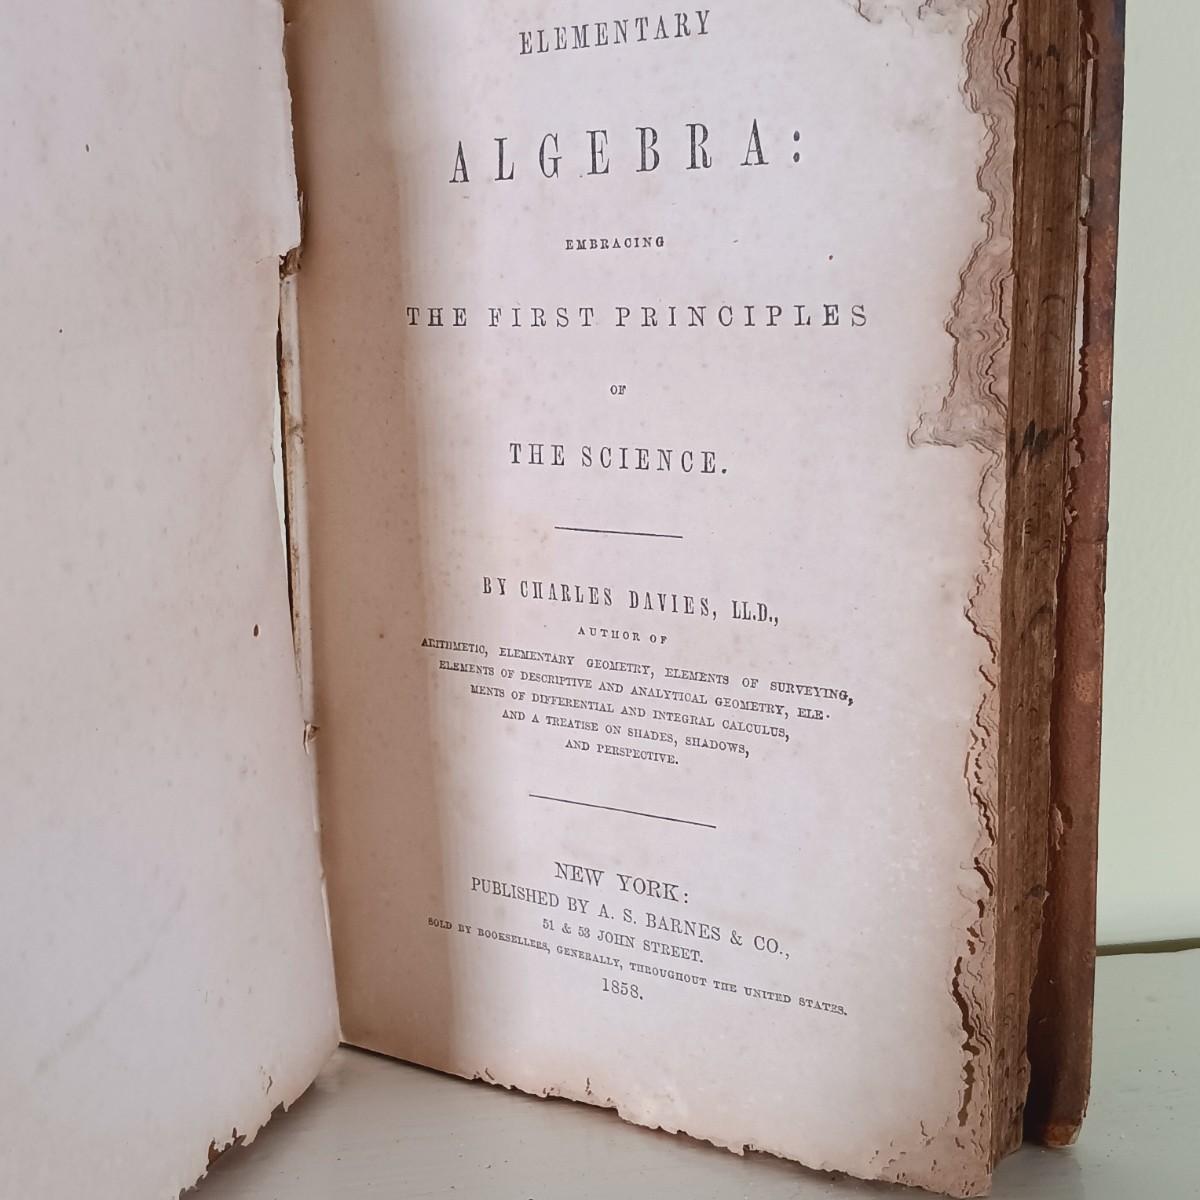 ELEMENTARY
ALGEBRA:
EMBRACING
THE FIRST PRINCIPLES
OF
THE SCIENCE.
BY CHARLES DAVIES, LL.D.,
AUTHOR OF
ARITHMETIC, ELEMENTARY GEOMETRY, ELEMENTS OF SURVEYING,
ELEMENTS OF DESCRIPTIVE AND ANALYTICAL GEOMETRY, ELE-
MENTS OF DIFFERENTIAL AND INTEGRAL CALCULUS,
AND A TREATISE ON SHADES, SHADOWS,
AND PERSPECTIVE.
NEW YORK:
PUBLISHED BY A. S. BARNES & CO.,
51 & 53 JOHN STREET.
SOLD BY BOOKSELLERS, GENERALLY, THROUGHOUT THE UNITED STATES.
1858.